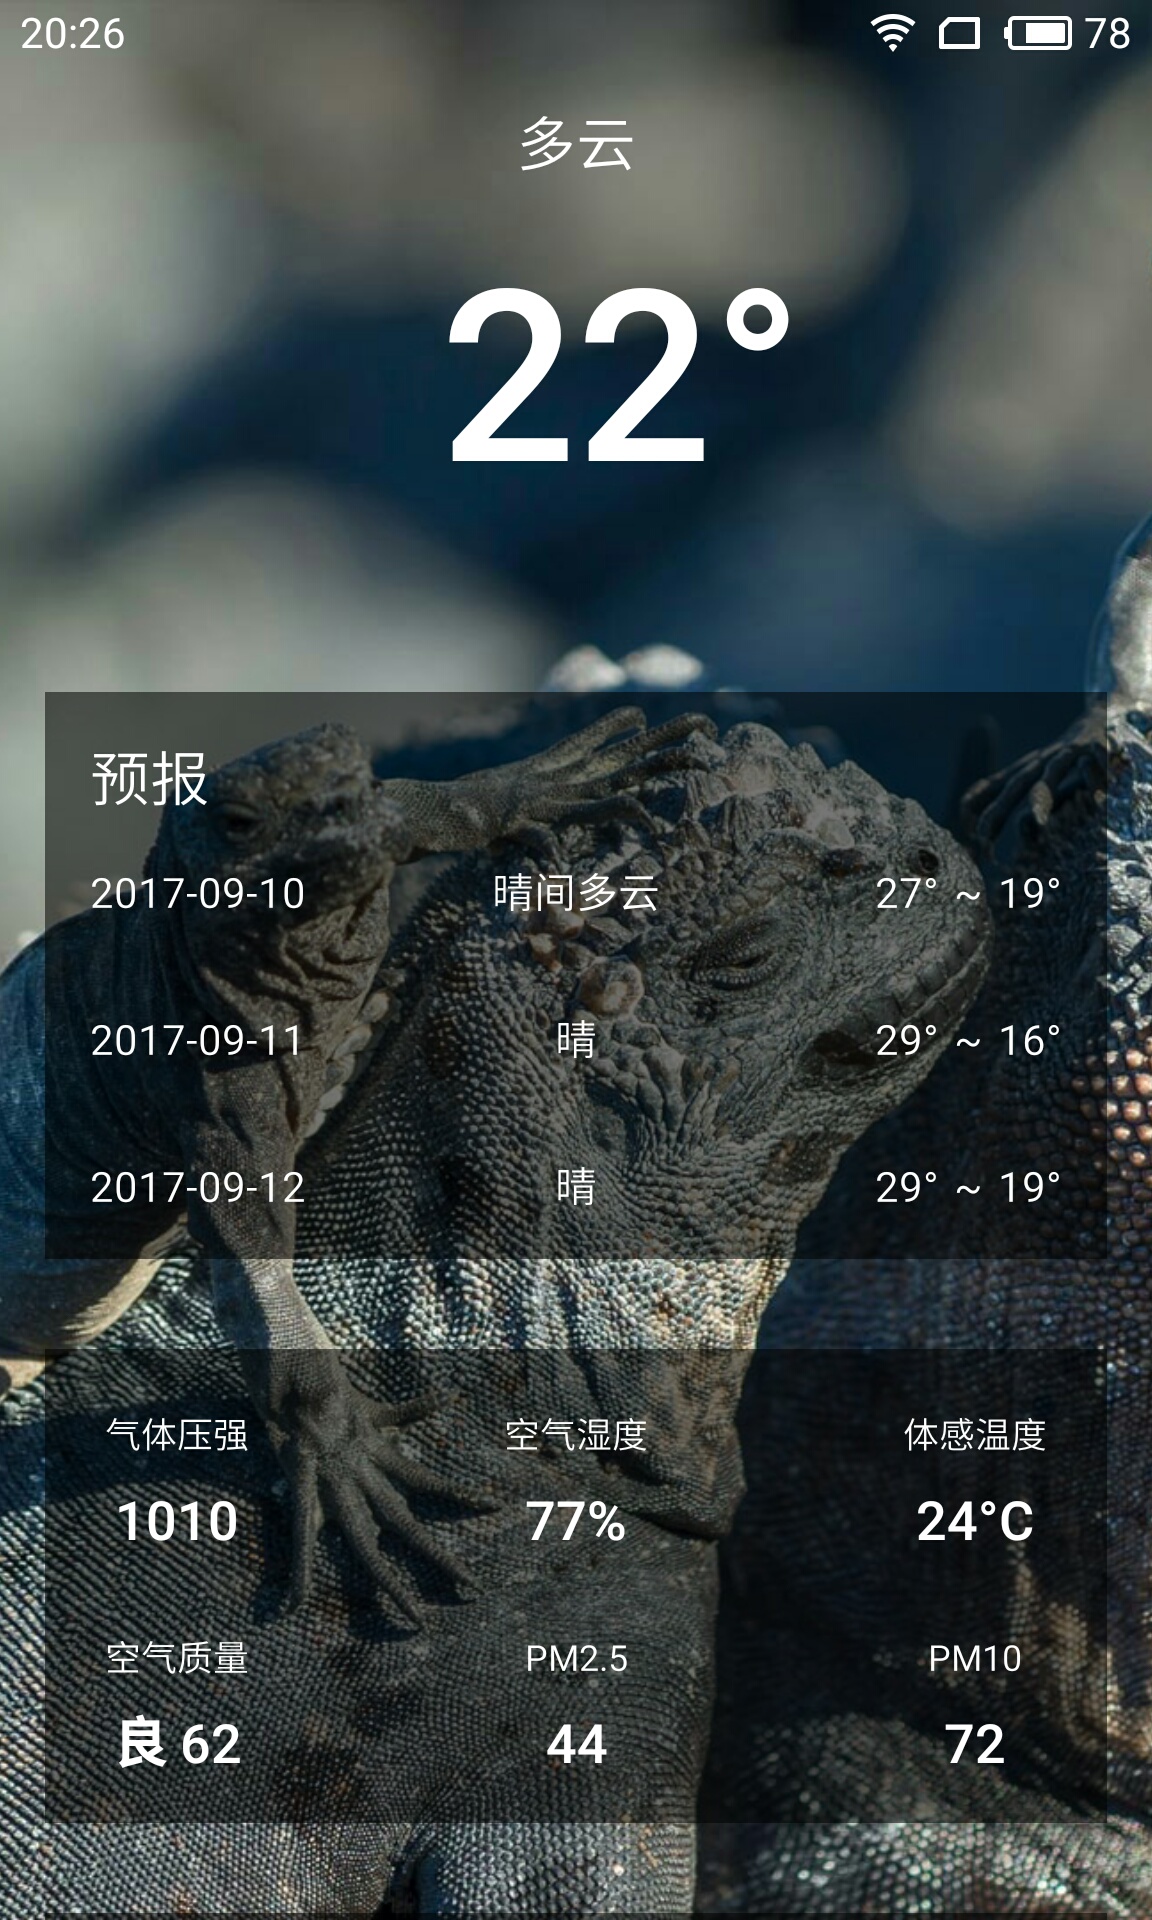 20:26 78
多云
22°
预报
2017-09-10 晴间多云 27° ~ 19°
2017-09-11 晴 29° ~ 16°
2017-09-12 晴 29° ~ 19°
气体压强 空气湿度 体感温度
1010 77% 24°C
空气质量 PM2.5 PM10
良 62 44 72